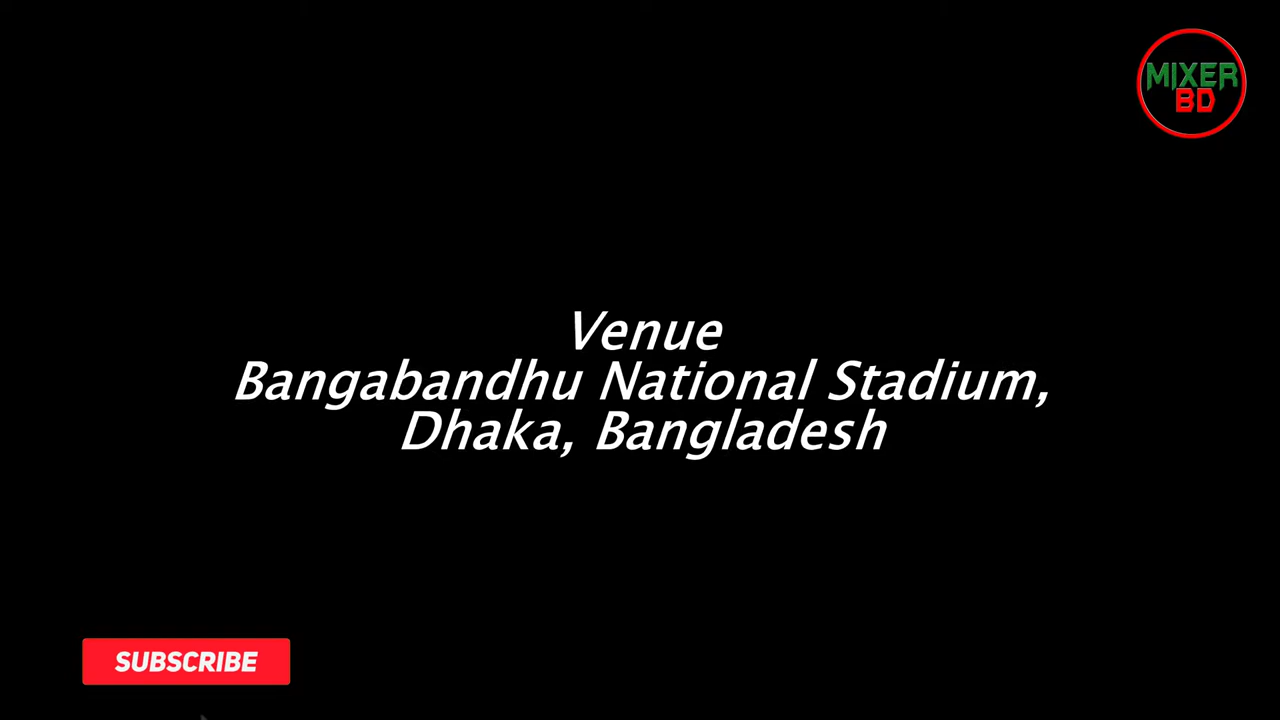 MIXER
BD
Venue
Bangabandhu National Stadium,
Dhaka, Bangladesh
SUBSCRIBE